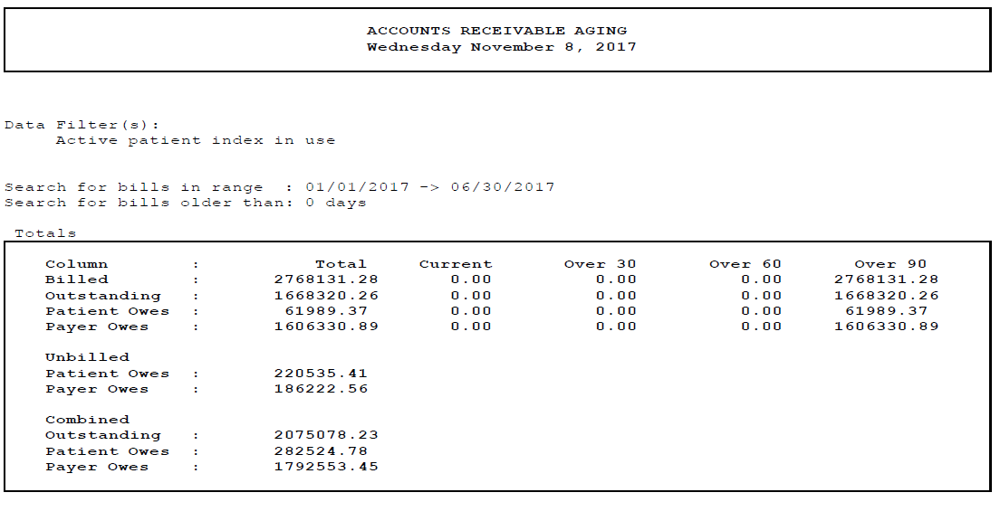 ACCOUNTS RECEIVABLE AGING
Wednesday November 8, 2017
Data Filter(s):
Active patient index in use
Search for bills in range : 01/01/2017 -> 06/30/2017
Search for bills older than: 0 days
Totals
Column : Total Current Over 30 Over 60 Over 90
Billed : 2768131.28 0.00 0.00 0.00 2768131.28
Outstanding : 1668320.26 0.00 0.00 0.00 1668320.26
Patient Owes : 61989.37 0.00 0.00 0.00 61989.37
Payer Owes : 1606330.89 0.00 0.00 0.00 1606330.89
Unbilled
Patient Owes : 220535.41
Payer Owes : 186222.56
Combined
Outstanding : 2075078.23
Patient Owes : 282524.78
Payer Owes : 1792553.45